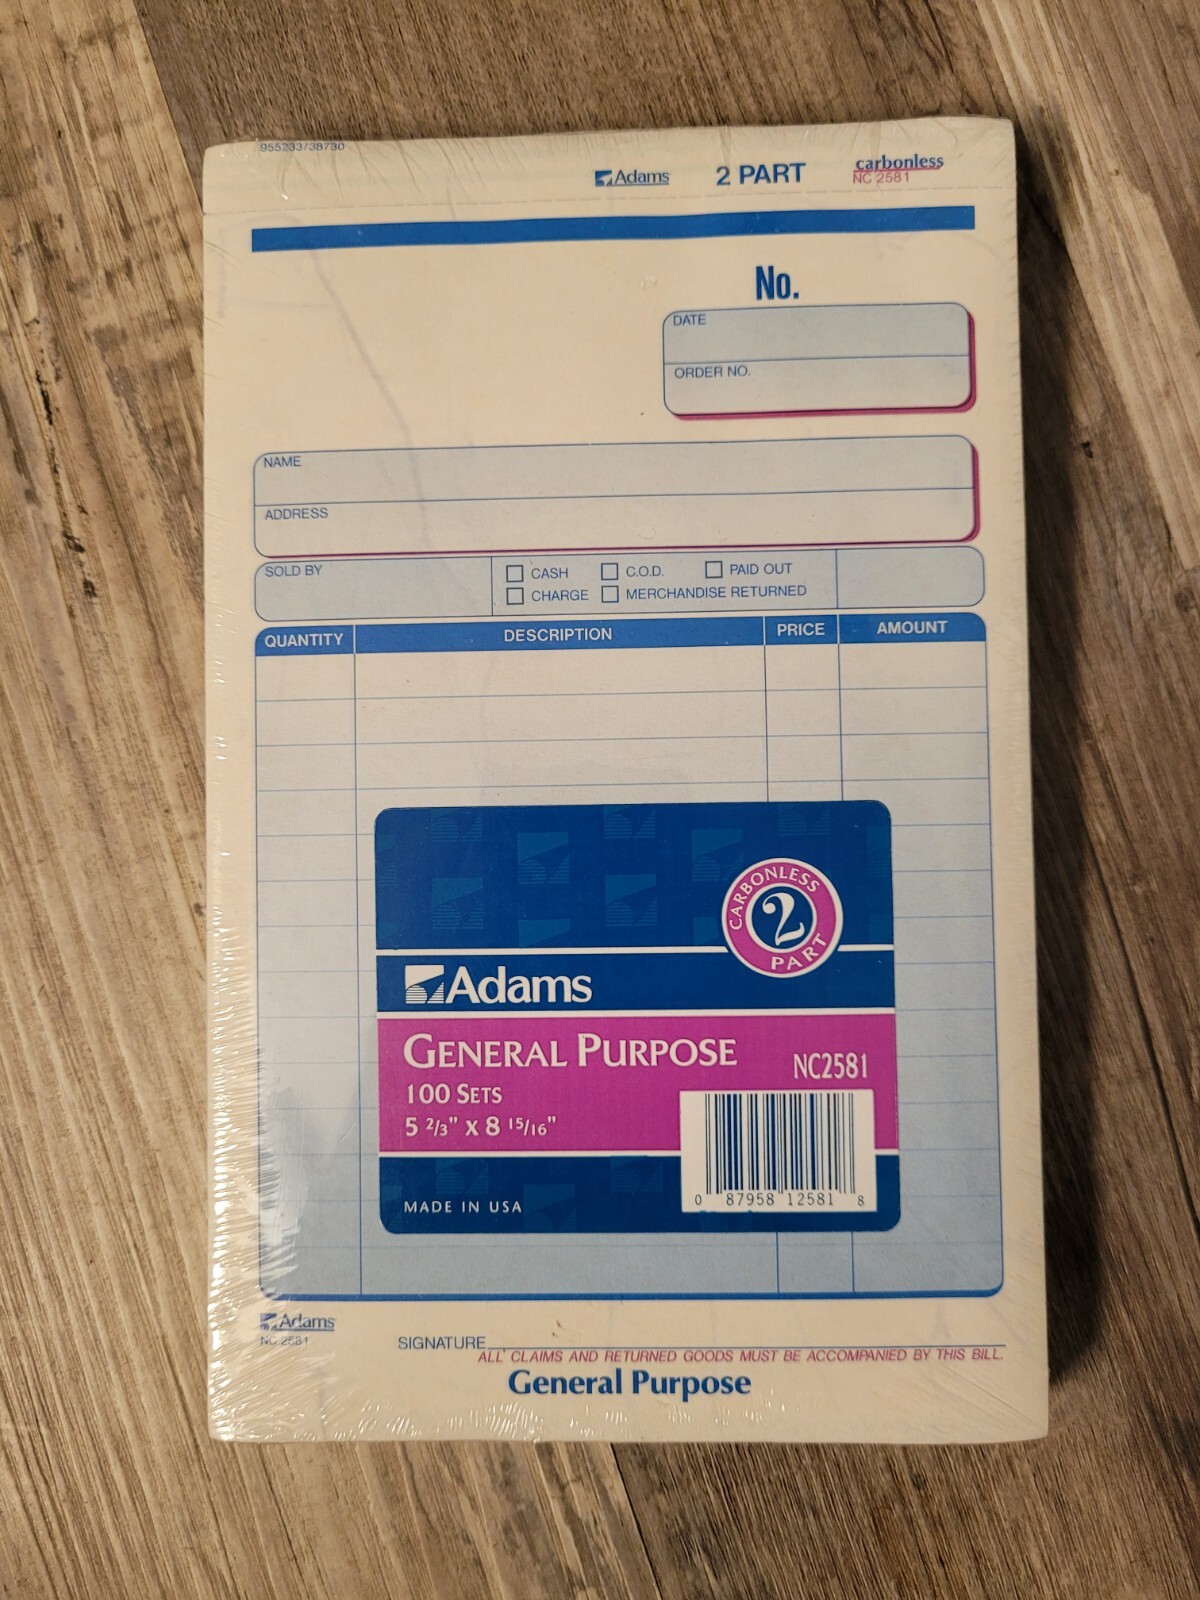 955233/38730
Adams 2 PART carbonless
NC 2581
No.
DATE
ORDER NO.
NAME
ADDRESS
SOLD BY
CASH C.O.D. PAID OUT
CHARGE MERCHANDISE RETURNED
QUANTITY DESCRIPTION PRICE AMOUNT
CARBONLESS
2
PART
Adams
GENERAL PURPOSE
NC2581
100 SETS
5 2/3" X 8 15/16"
0 87958 12581 8
MADE IN USA
Adams
NC 2581
SIGNATURE
ALL CLAIMS AND RETURNED GOODS MUST BE ACCOMPANIED BY THIS BILL.
General Purpose